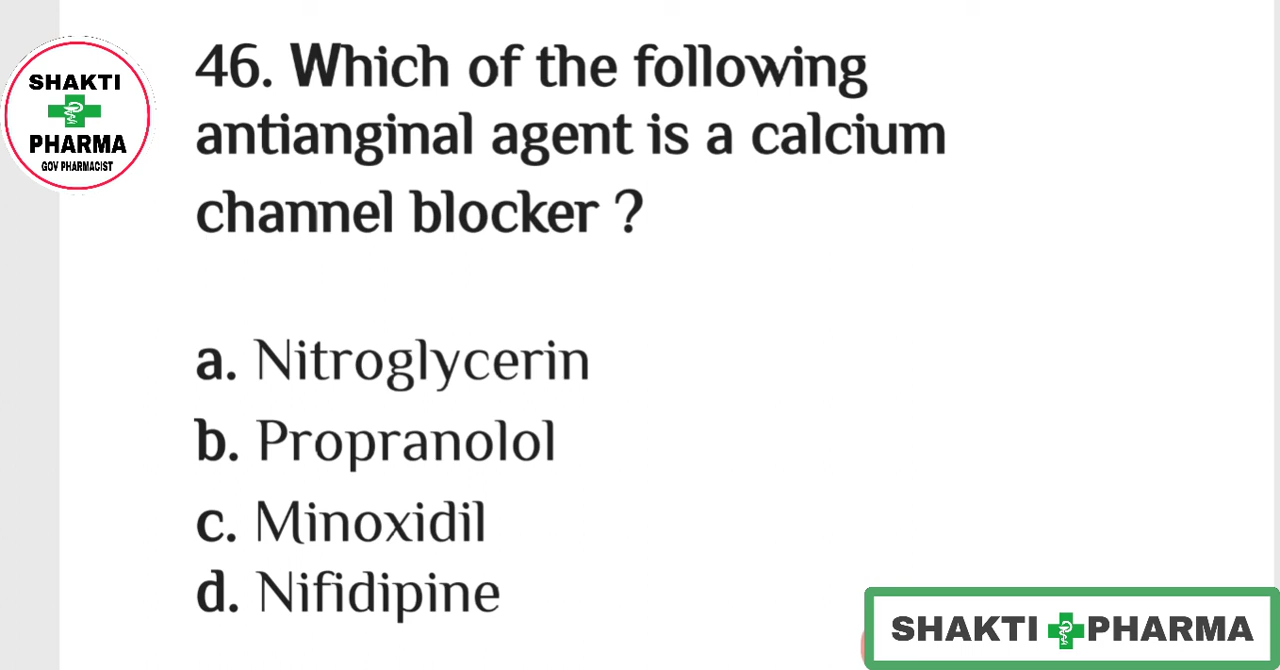 SHAKTI
PHARMA
GOV PHARMACIST
46. Which of the following
antianginal agent is a calcium
channel blocker ?
a. Nitroglycerin
b. Propranolol
c. Minoxidil
d. Nifidipine
SHAKTI PHARMA